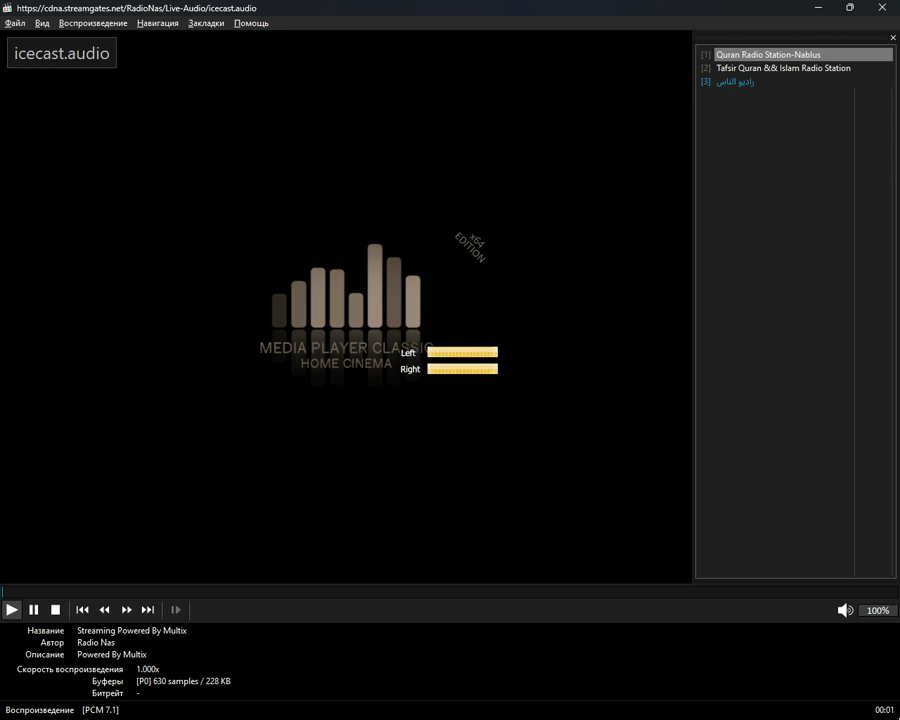 https://cdna.streamgates.net/RadioNas/Live-Audio/icecast.audio
Файл Вид Воспроизведение Навигация Закладки Помощь
icecast.audio
[1] Quran Radio Station-Nablus
[2] Tafsir Quran && Islam Radio Station
[3] راديو الناس
x64
EDITION
MEDIA PLAYER CLASSIC
HOME CINEMA
Left
Right
100%
Название Streaming Powered By Multix
Автор Radio Nas
Описание Powered By Multix
Скорость воспроизведения 1.000x
Буферы [P0] 630 samples / 228 KB
Битрейт -
Воспроизведение [PCM 7.1] 00:01